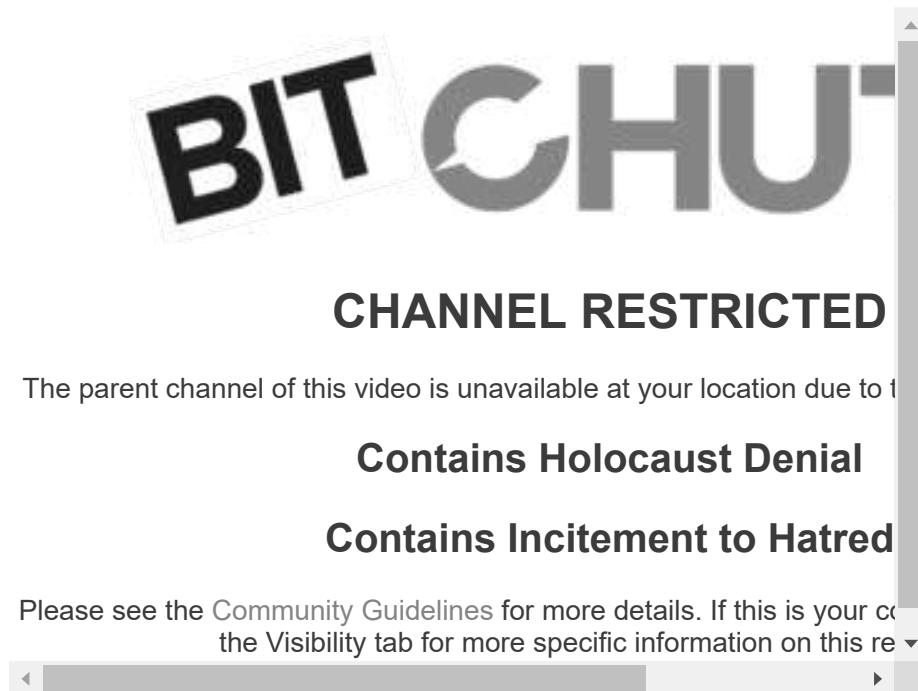 BIT CHUT
CHANNEL RESTRICTED
The parent channel of this video is unavailable at your location due to
Contains Holocaust Denial
Contains Incitement to Hatred
Please see the Community Guidelines for more details. If this is your
the Visibility tab for more specific information on this